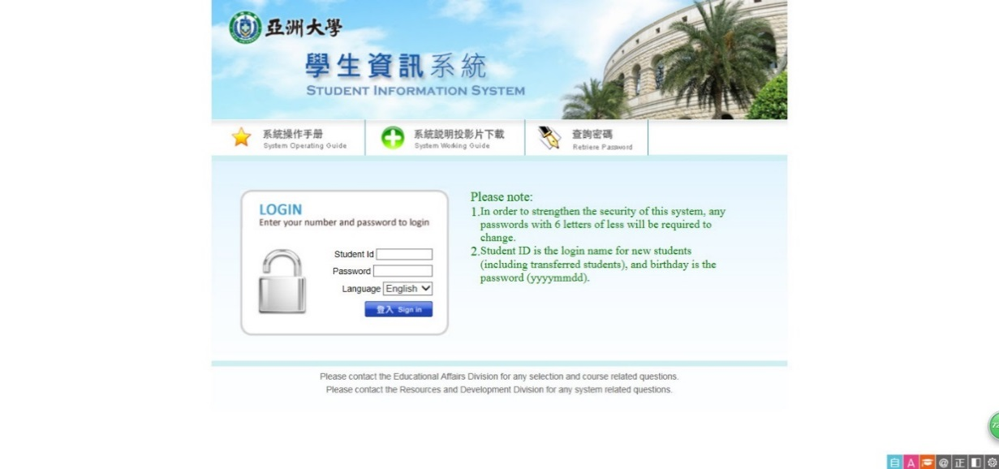 亞洲大學
學生資訊系統
STUDENT INFORMATION SYSTEM
系統操作手册
System Operating Guide
系統説明投影片下載
System Working Guide
查詢密碼
Retriere Password
LOGIN
Enter your number and password to login
Student Id
Password
Language English
登入 Sign in
Please note:
1.In order to strengthen the security of this system, any
passwords with 6 letters of less will be required to
change.
2.Student ID is the login name for new students
(including transferred students), and birthday is the
password (yyyymmdd).
Please contact the Educational Affairs Division for any selection and course related questions.
Please contact the Resources and Development Division for any system related questions.
自 A @ 正